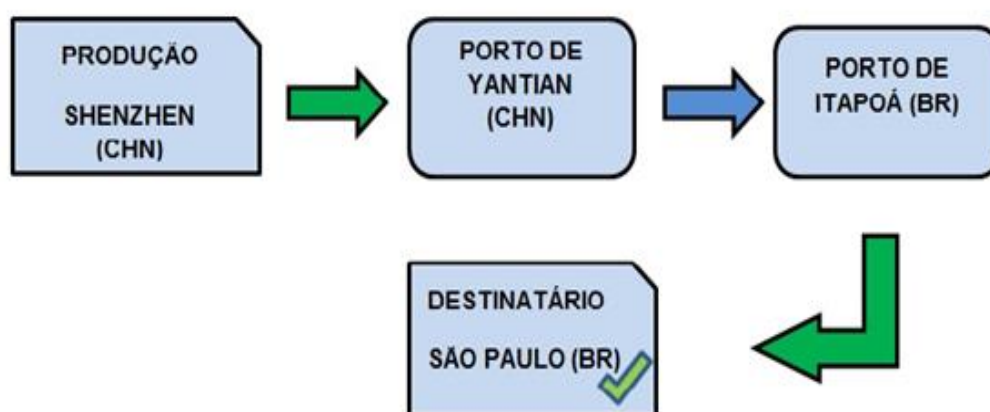 PRODUÇÃO
SHENZHEN
(CHN)
PORTO DE
YANTIAN
(CHN)
PORTO DE
ITAPOÁ (BR)
DESTINATÁRIO
SÃO PAULO (BR)